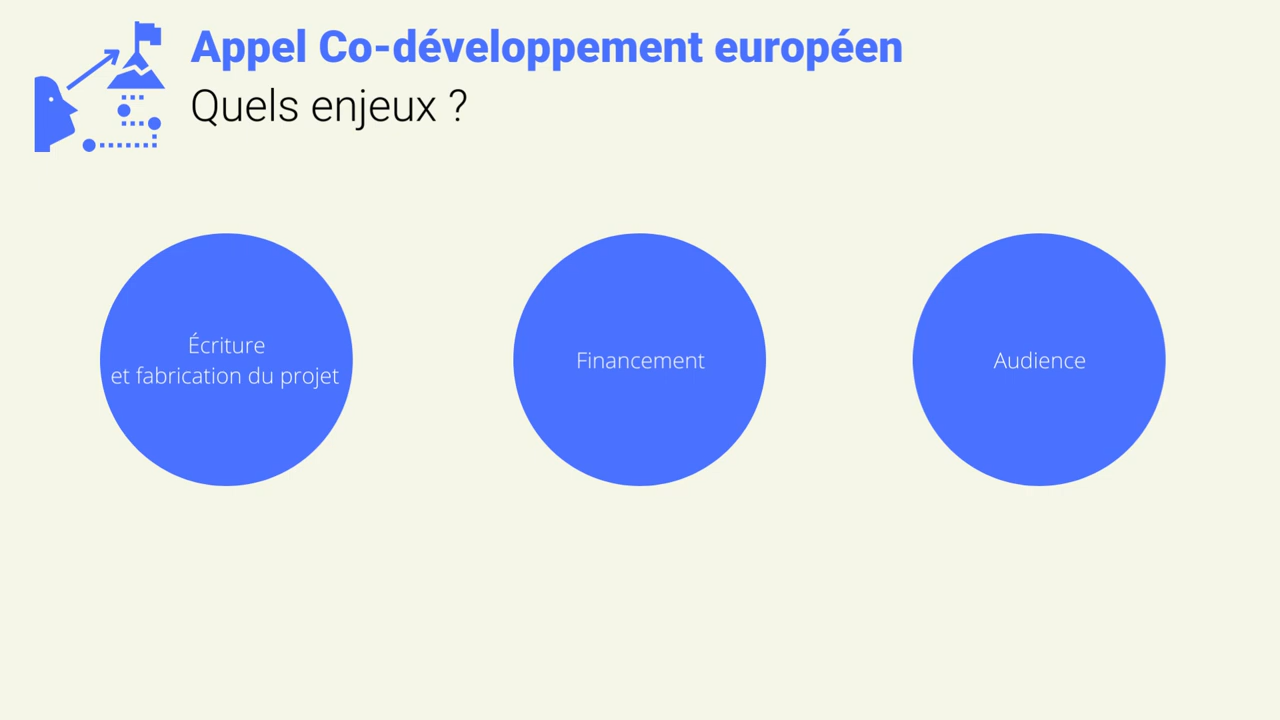 Appel Co-développement européen
Quels enjeux ?
Écriture
et fabrication du projet
Financement
Audience